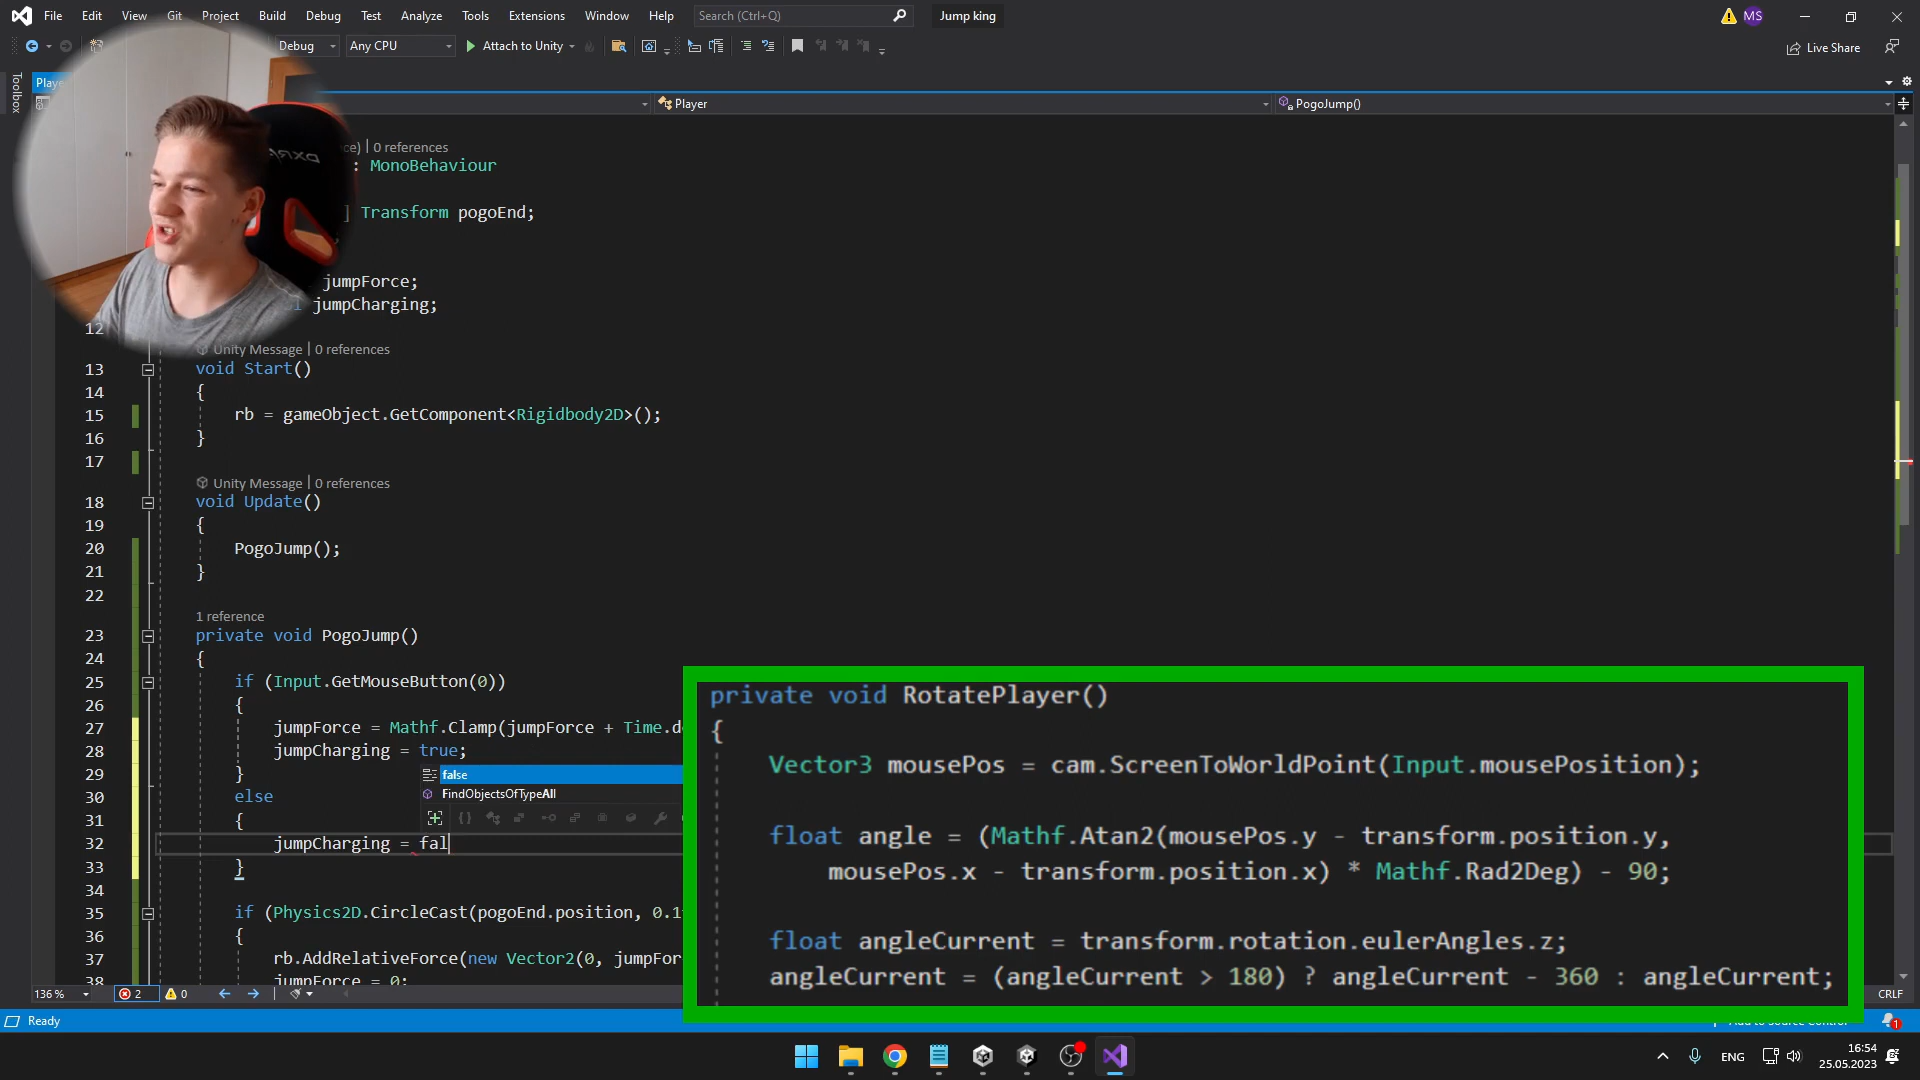 File Edit View Git Project Build Debug Test Analyze Tools Extensions Window Help Search (Ctrl+Q) Jump king MS
Debug Any CPU Attach to Unity Live Share
Toolbox
Player PogoJump()
| 0 references
: MonoBehaviour
] Transform pogoEnd;
jumpForce;
jumpCharging;
12
Unity Message | 0 references
13 void Start()
14 {
15 rb = gameObject.GetComponent<Rigidbody2D>();
16 }
17
Unity Message | 0 references
18 void Update()
19 {
20 PogoJump();
21 }
22
1 reference
23 private void PogoJump()
24 {
25 if (Input.GetMouseButton(0))
26 {
27 jumpForce = Mathf.Clamp(jumpForce + Time.d
28 jumpCharging = true;
29 }
false
30 else
FindObjectsOfTypeAll
31 {
32 jumpCharging = fal
33 }
34
35 if (Physics2D.CircleCast(pogoEnd.position, 0.1
36 {
37 rb.AddRelativeForce(new Vector2(0, jumpFor
38 jumpForce = 0;
private void RotatePlayer()
{
Vector3 mousePos = cam.ScreenToWorldPoint(Input.mousePosition);
float angle = (Mathf.Atan2(mousePos.y - transform.position.y,
mousePos.x - transform.position.x) * Mathf.Rad2Deg) - 90;
float angleCurrent = transform.rotation.eulerAngles.z;
angleCurrent = (angleCurrent > 180) ? angleCurrent - 360 : angleCurrent;
136 % 2 0 CRLF
Ready
ENG 16:54
25.05.2023